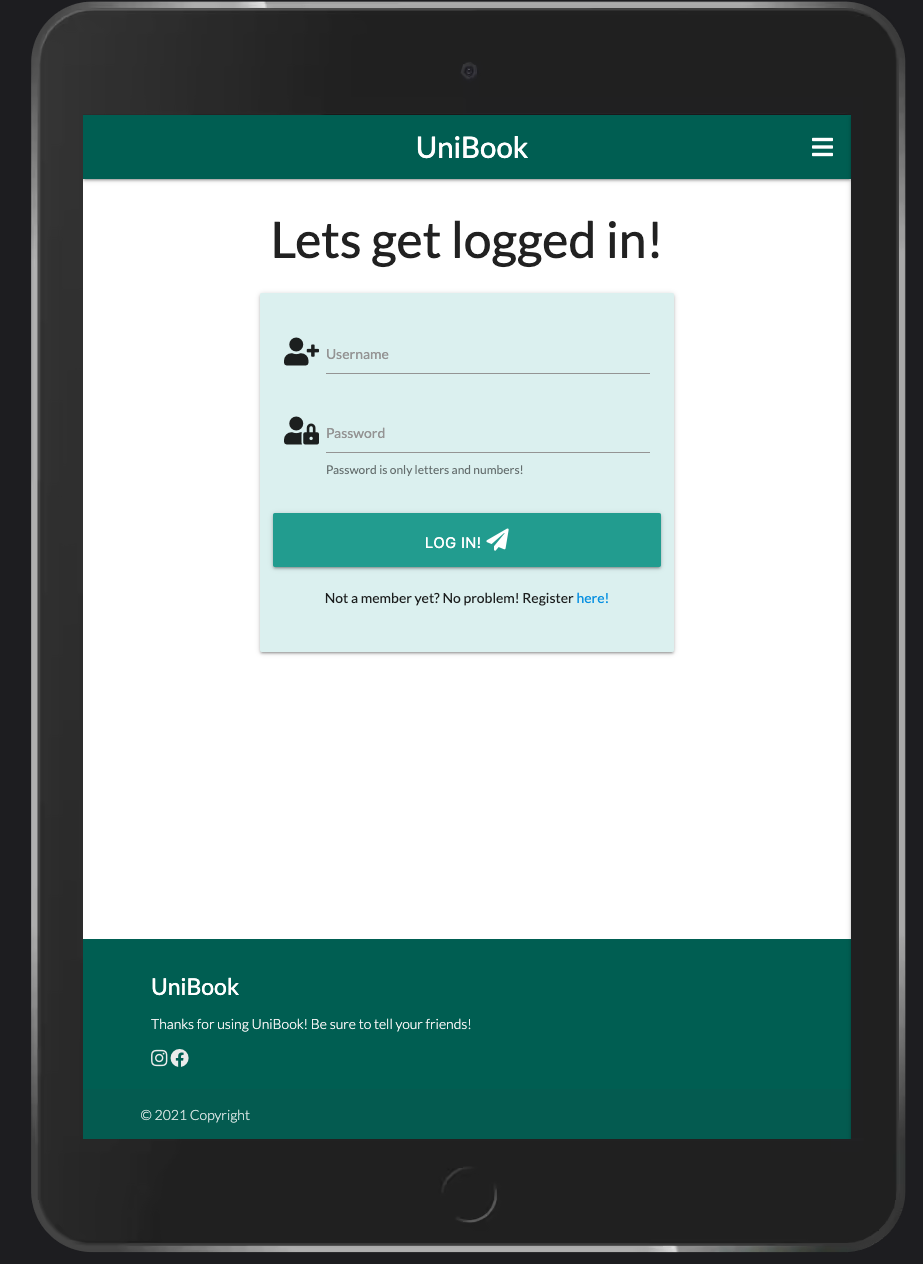 UniBook
Lets get logged in!
Username
Password
Password is only letters and numbers!
LOG IN!
Not a member yet? No problem! Register here!
UniBook
Thanks for using UniBook! Be sure to tell your friends!
© 2021 Copyright